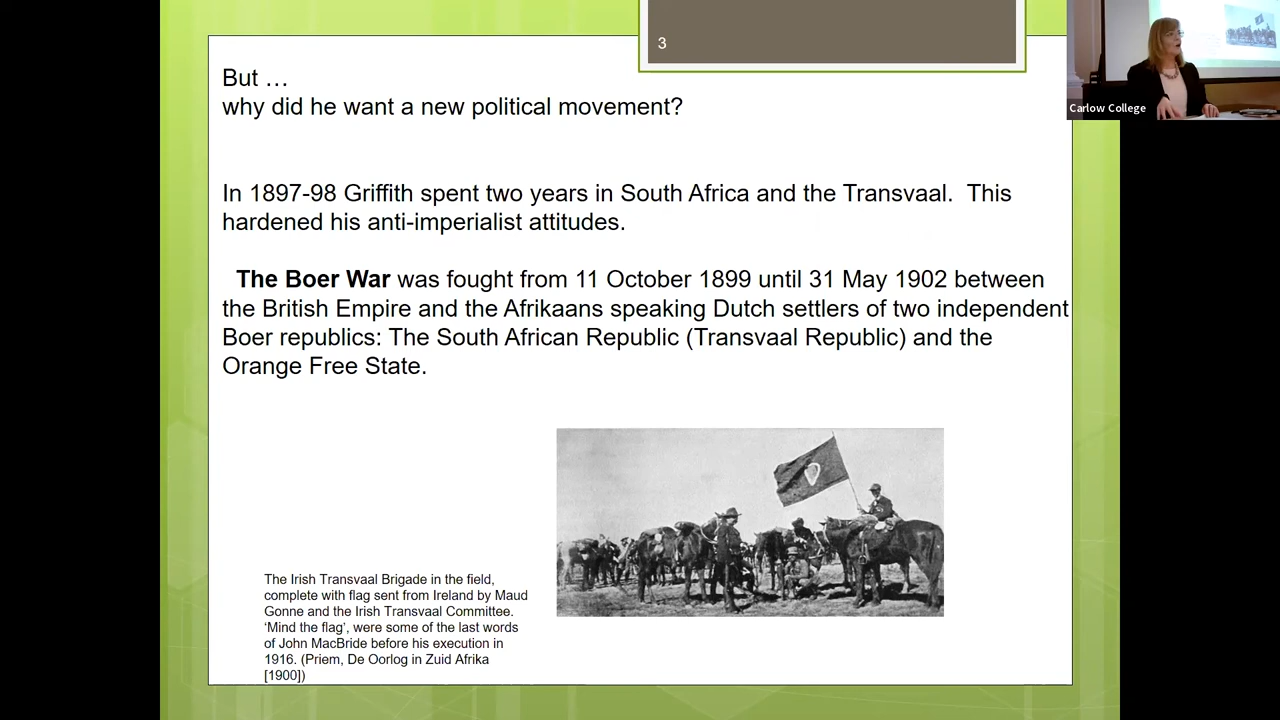 3
Carlow College
But …
why did he want a new political movement?
In 1897-98 Griffith spent two years in South Africa and the Transvaal.  This
hardened his anti-imperialist attitudes.
The Boer War was fought from 11 October 1899 until 31 May 1902 between
the British Empire and the Afrikaans speaking Dutch settlers of two independent
Boer republics: The South African Republic (Transvaal Republic) and the
Orange Free State.
The Irish Transvaal Brigade in the field,
complete with flag sent from Ireland by Maud
Gonne and the Irish Transvaal Committee.
‘Mind the flag’, were some of the last words
of John MacBride before his execution in
1916. (Priem, De Oorlog in Zuid Afrika
[1900])